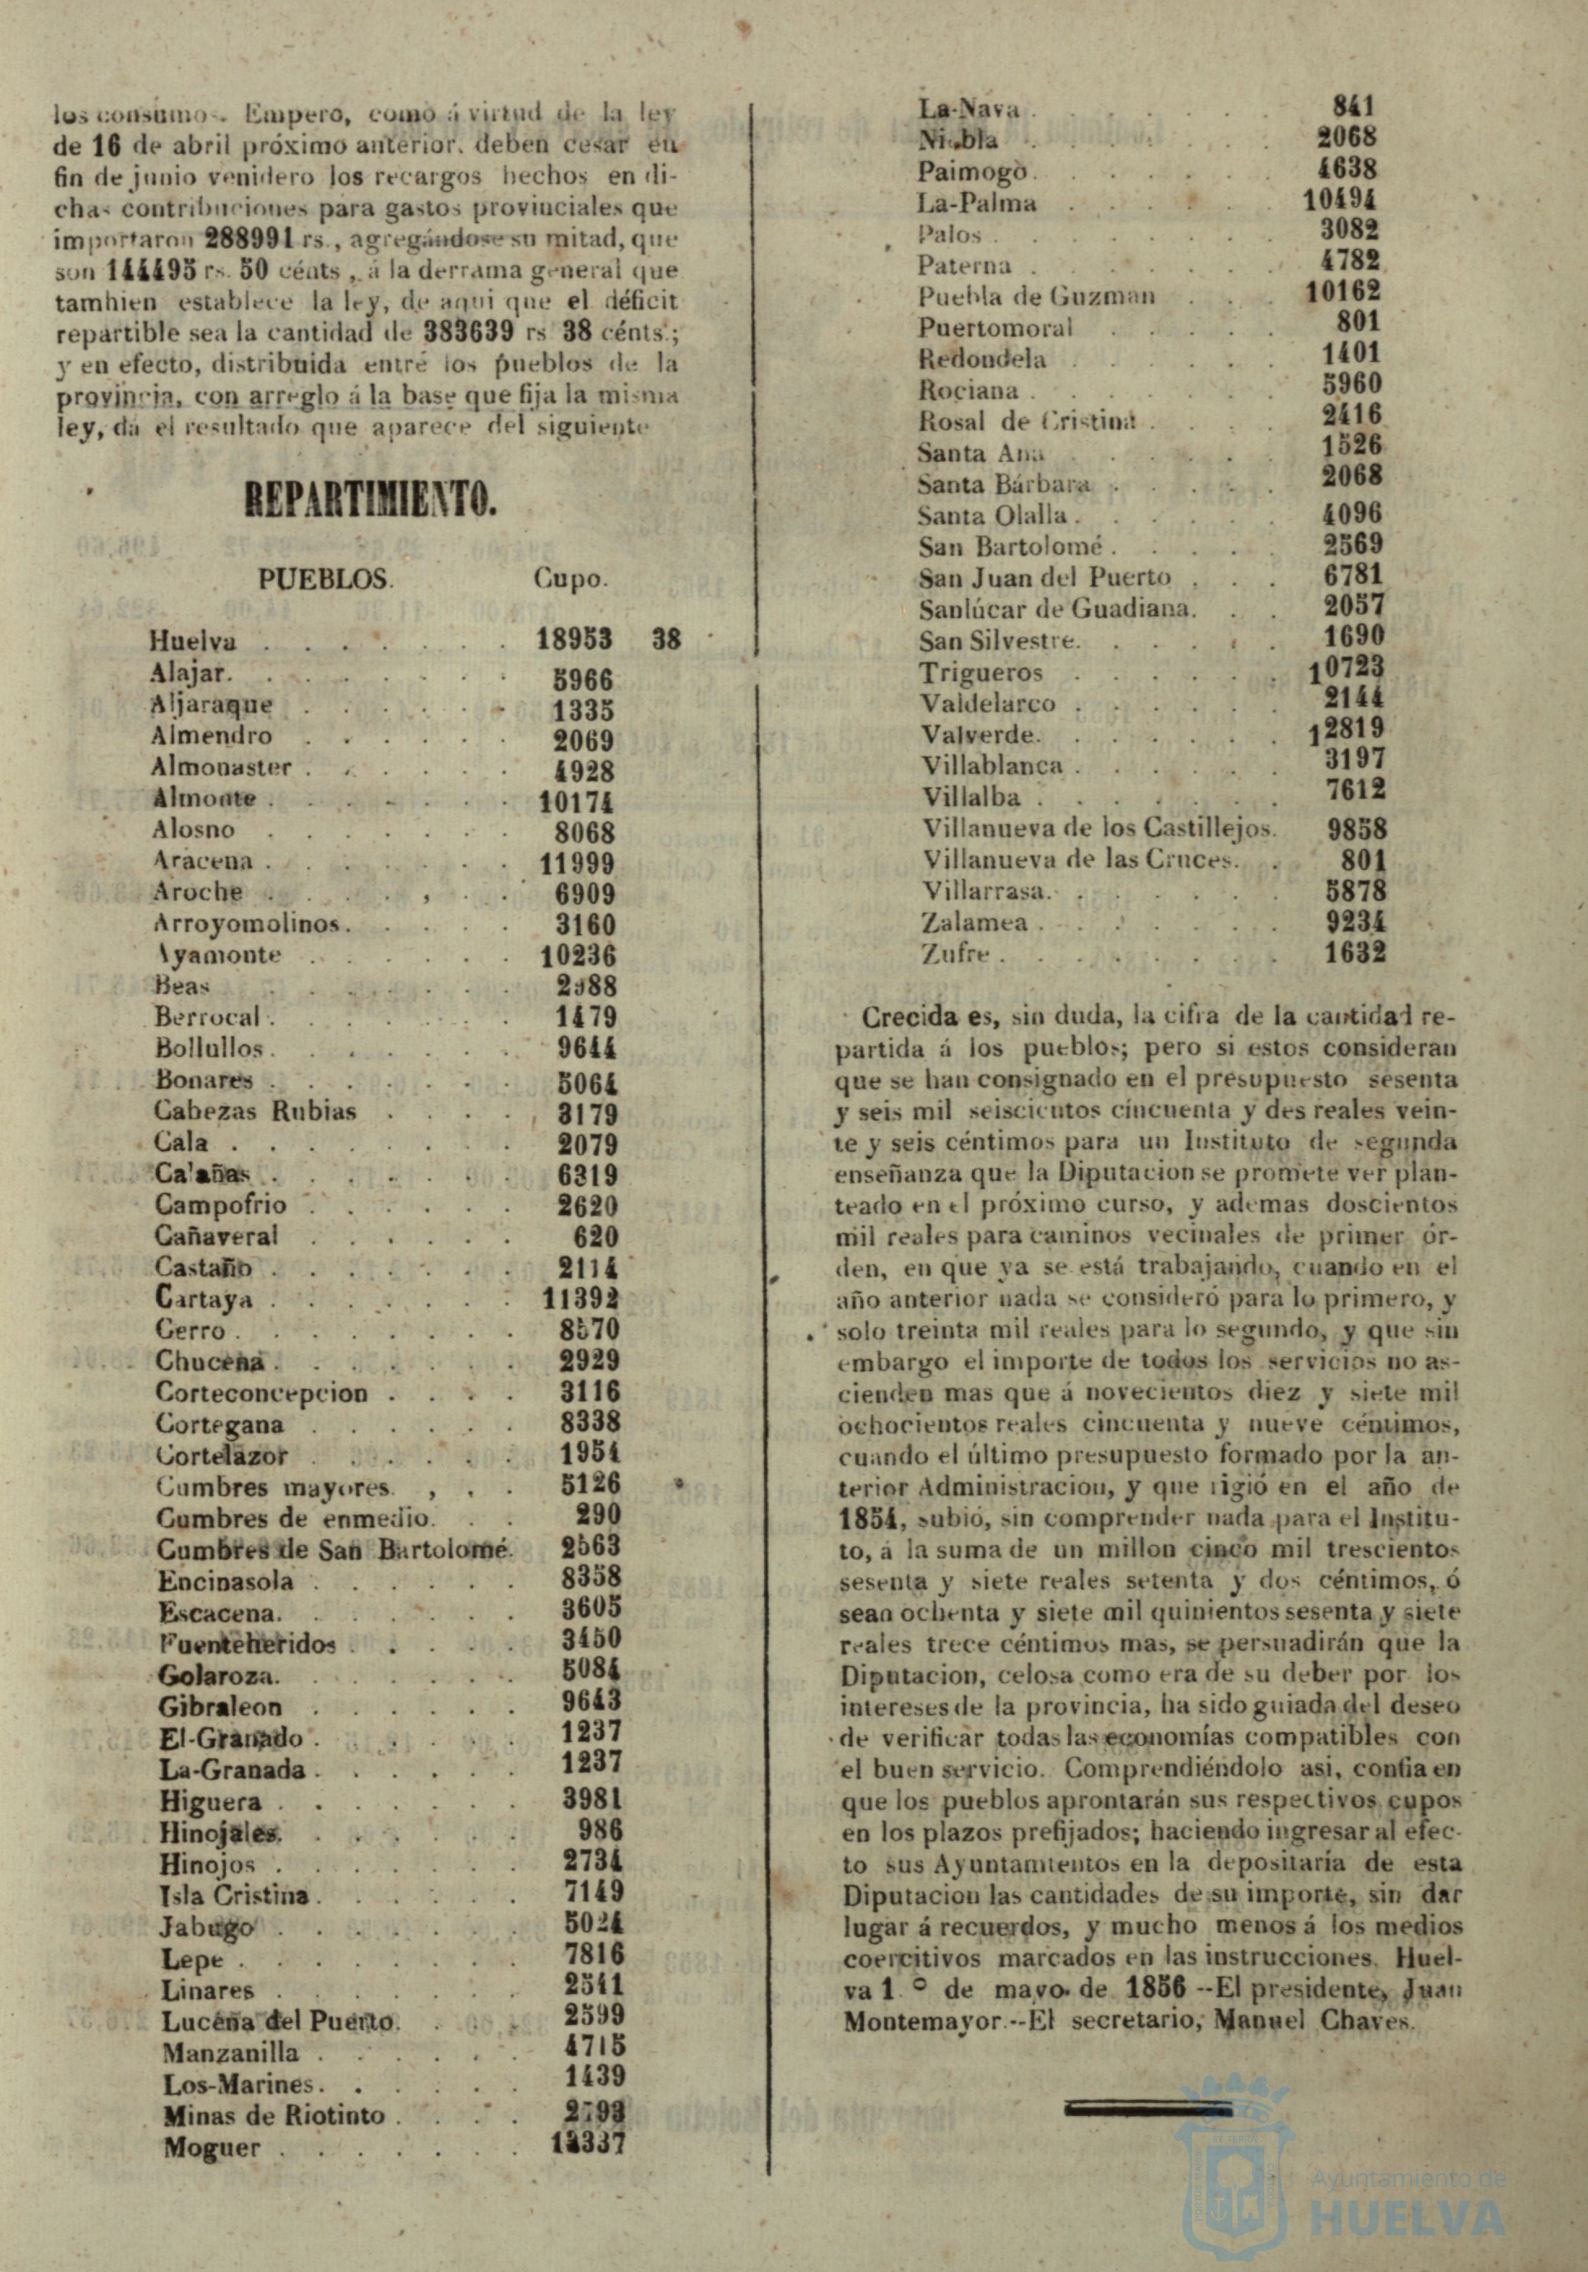 los consumos. Empero, como á virtud de la ley
de 16 de abril próximo anterior, deben cesar en
fin de junio venidero los recargos hechos en di-
chas contribuciones para gastos provinciales que
importaron 288991 rs., agregándose su mitad, que
son 144495 rs. 50 cénts, á la derrama general que
tambien establece la ley, de aqui que el déficit
repartible sea la cantidad de 383639 rs 38 cénts.;
y en efecto, distribuida entre los pueblos de la
provincia, con arreglo á la base que fija la misma
ley, da el resultado que aparece del siguiente
REPARTIMIENTO.
PUEBLOS. Cupo.
Huelva . . . . . . . 18953 38
Alajar. . . . . . . . 5966
Aljaraque . . . . . . 1335
Almendro . . . . . . 2069
Almonaster . . . . . . 4928
Almonte . . . . . . . 10174
Alosno . . . . . . . 8068
Aracena . . . . . . . 11999
Aroche . . . . . . . 6909
Arroyomolinos. . . . . 3160
Ayamonte . . . . . . 10236
Beas . . . . . . . 2388
Berrocal . . . . . . . 1479
Bollullos. . . . . . . 9644
Bonares . . . . . . . 5064
Cabezas Rubias . . . . 3179
Cala . . . . . . . . 2079
Calañas . . . . . . . 6319
Campofrio . . . . . . 2620
Cañaveral . . . . . . 620
Castaño . . . . . . . 2114
Cartaya . . . . . . . 11392
Cerro . . . . . . . . 8570
Chucena . . . . . . . 2929
Corteconcepcion . . . . 3116
Cortegana . . . . . . 8338
Cortelazor . . . . . . 1954
Cumbres mayores. , . . 5126
Cumbres de enmedio. . . 290
Cumbres de San Bartolomé. 2563
Encinasola . . . . . . 8358
Escacena. . . . . . . 3605
Fuenteheridos . . . . . 3450
Golaroza. . . . . . . 5084
Gibraleon . . . . . . 9643
El-Granado . . . . . . 1237
La-Granada . . . . . . 1237
Higuera . . . . . . . 3981
Hinojales. . . . . . . 986
Hinojos . . . . . . . 2734
Isla Cristina. . . . . . 7149
Jabugo . . . . . . . 5024
Lepe . . . . . . . . 7816
Linares . . . . . . . 2541
Lucena del Puerto. . . . 2599
Manzanilla . . . . . . 4715
Los-Marines. . . . . . 1439
Minas de Riotinto . . . .
Moguer . . . . . . .
La-Nava . . . . . . . 841
Niebla . . . . . . . 2068
Paimogo. . . . . . . 4638
La-Palma . . . . . . 10494
Palos . . . . . . . . 3082
Paterna . . . . . . . 4782
Puebla de Guzman . . . 10162
Puertomoral . . . . . 801
Redondela . . . . . . 1401
Rociana . . . . . . . 5960
Rosal de Cristina . . . . 2416
Santa Ana . . . . . . 1526
Santa Bárbara . . . . . 2068
Santa Olalla . . . . . . 4096
San Bartolomé . . . . . 2569
San Juan del Puerto . . . 6781
Sanlúcar de Guadiana. . . 2057
San Silvestre. . . . . . 1690
Trigueros . . . . . . 10723
Valdelarco . . . . . . 2144
Valverde. . . . . . . 12819
Villablanca . . . . . . 3197
Villalba . . . . . . . 7612
Villanueva de los Castillejos. 9858
Villanueva de las Cruces. . 801
Villarrasa. . . . . . . 5878
Zalamea . . . . . . . 9234
Zufre . . . . . . . . 1632
Crecida es, sin duda, la cifra de la cantidad re-
partida á los pueblos; pero si estos consideran
que se han consignado en el presupuesto sesenta
y seis mil seiscientos cincuenta y des reales vein-
te y seis céntimos para un Instituto de segunda
enseñanza que la Diputacion se promete ver plan-
teado en el próximo curso, y ademas doscientos
mil reales para caminos vecinales de primer ór-
den, en que ya se está trabajando, cuando en el
año anterior nada se consideró para lo primero, y
solo treinta mil reales para lo segundo, y que sin
embargo el importe de todos los servicios no as-
cienden mas que á novecientos diez y siete mil
ochocientos reales cincuenta y nueve céntimos,
cuando el último presupuesto formado por la an-
terior Administracion, y que rigió en el año de
1854, subió, sin comprender nada para el Institu-
to, á la suma de un millon cinco mil trescientos
sesenta y siete reales setenta y dos céntimos, ó
sean ochenta y siete mil quinientos sesenta y siete
reales trece céntimos mas, se persuadirán que la
Diputacion, celosa como era de su deber por los
intereses de la provincia, ha sido guiada del deseo
de verificar todas las economías compatibles con
el buen servicio. Comprendiéndolo asi, confia en
que los pueblos aprontarán sus respectivos cupos
en los plazos prefijados; haciendo ingresar al efec-
to sus Ayuntamientos en la depositaría de esta
Diputacion las cantidades de su importe, sin dar
lugar á recuerdos, y mucho menos á los medios
coercitivos marcados en las instrucciones. Huel-
va 1.º de mayo de 1856 --El presidente, Juan
Montemayor.--El secretario, Manuel Chaves.
Ayuntamiento de
HUELVA